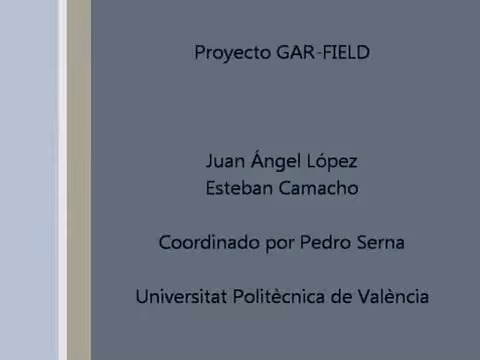 Proyecto GAR-FIELD
Juan Ángel López
Esteban Camacho
Coordinado por Pedro Serna
Universitat Politècnica de València